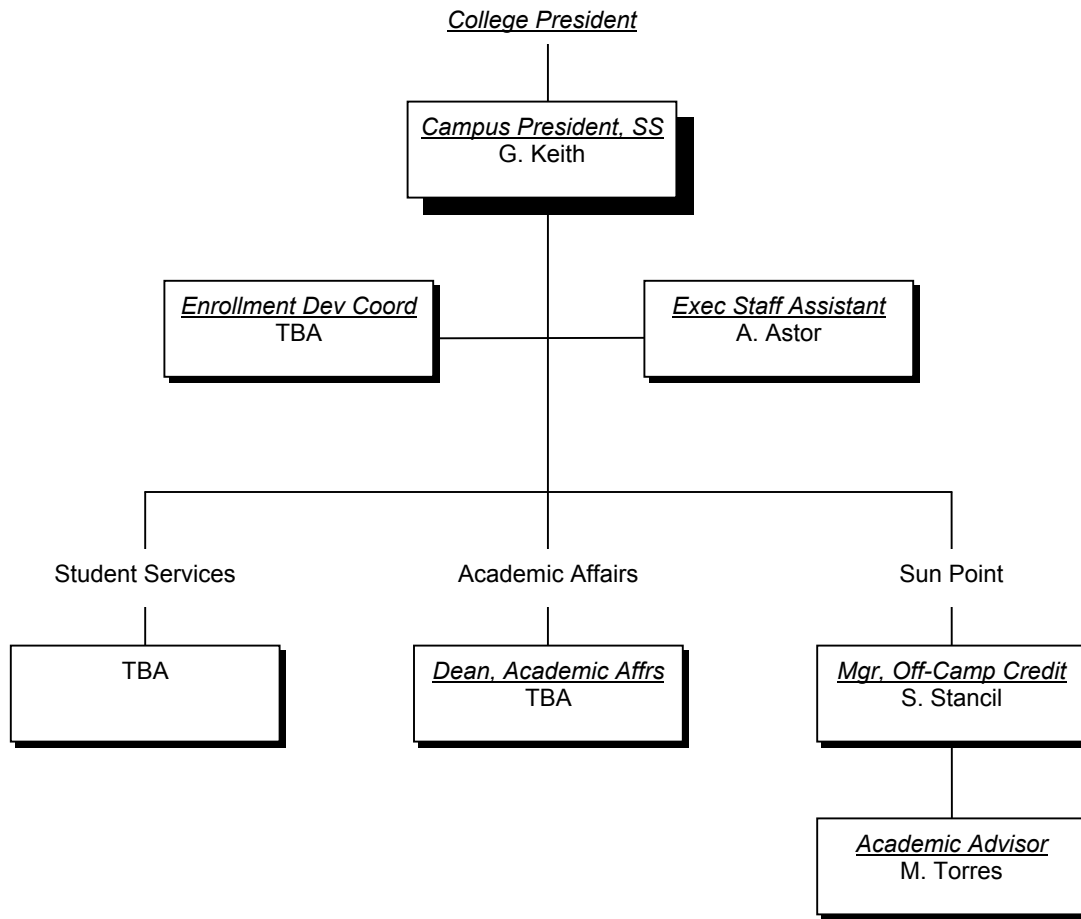 College President
Campus President, SS
G. Keith
Enrollment Dev Coord
TBA
Exec Staff Assistant
A. Astor
Student Services
Academic Affairs
Sun Point
TBA
Dean, Academic Affrs
TBA
Mgr, Off-Camp Credit
S. Stancil
Academic Advisor
M. Torres